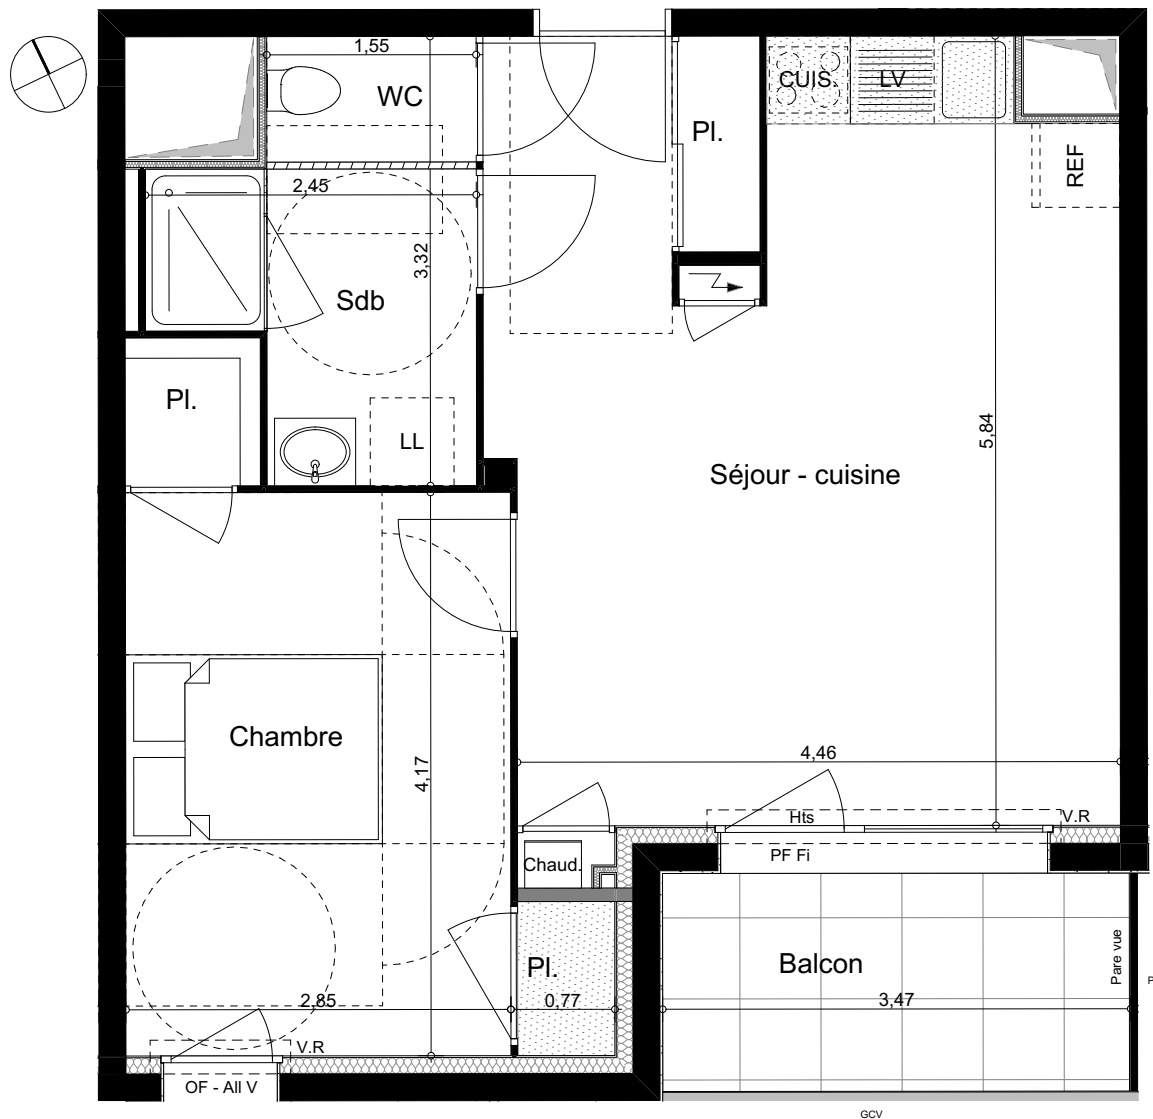 1,55
WC
CUIS.
LV
Pl.
REF
2,45
3,32
Sdb
Pl.
LL
5,84
Séjour - cuisine
Chambre
4,17
4,46
Hts
V.R
Chaud.
PF Fi
Pl.
Balcon
Pare vue
P
2,85
0,77
3,47
V.R
OF - All V
GCV